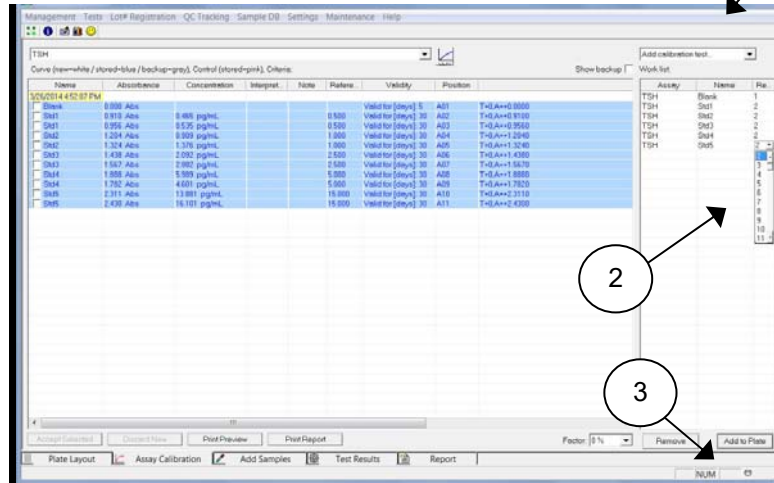 Management Tests Lot# Registration QC Tracking Sample DB Settings Maintenance Help
TSH
Add calibration test..
Curve (new=white / stored=blue / backup=gray), Control (stored=pink), Criteria:
Show backup
Work list
Name Absorbance Concentration Interpret.. Note Refere.. Validity Position
Assay Name Re..
5/26/2014 4:52:07 PM
Blank 0.000 Abs Valid for [days]: 5 A01 T=0,A=+0.0000
Std1 0.910 Abs 0.500 Valid for [days]: 30 A02 T=0,A=+0.9100
Std1 0.956 Abs 0.535 pg/mL 0.500 Valid for [days]: 30 A03 T=0,A=+0.9560
Std2 1.204 Abs 0.909 pg/mL 1.000 Valid for [days]: 30 A04 T=0,A=+1.2040
Std2 1.324 Abs 1.376 pg/mL 1.000 Valid for [days]: 30 A05 T=0,A=+1.3240
Std3 1.438 Abs 2.092 pg/mL 2.500 Valid for [days]: 30 A06 T=0,A=+1.4380
Std3 1.567 Abs 2.500 Valid for [days]: 30 A07 T=0,A=+1.5670
Std4 1.888 Abs 5.999 pg/mL 5.000 Valid for [days]: 30 A08 T=0,A=+1.8880
Std4 1.782 Abs 4.601 pg/mL 5.000 Valid for [days]: 30 A09 T=0,A=+1.7820
Std5 2.311 Abs 13.881 pg/mL 15.000 Valid for [days]: 30 A10 T=0,A=+2.3110
Std5 2.430 Abs 16.101 pg/mL 15.000 Valid for [days]: 30 A11
TSH Blank 1
TSH Std1 2
TSH Std2 2
TSH Std3 2
TSH Std4 2
TSH Std5 2
2
3
4
5
6
7
8
9
10
11
2
3
Accept Selected Discard New Print Preview Print Report Factor: 0 % Remove Add to Plate
Plate Layout Assay Calibration Add Samples Test Results Report
NUM